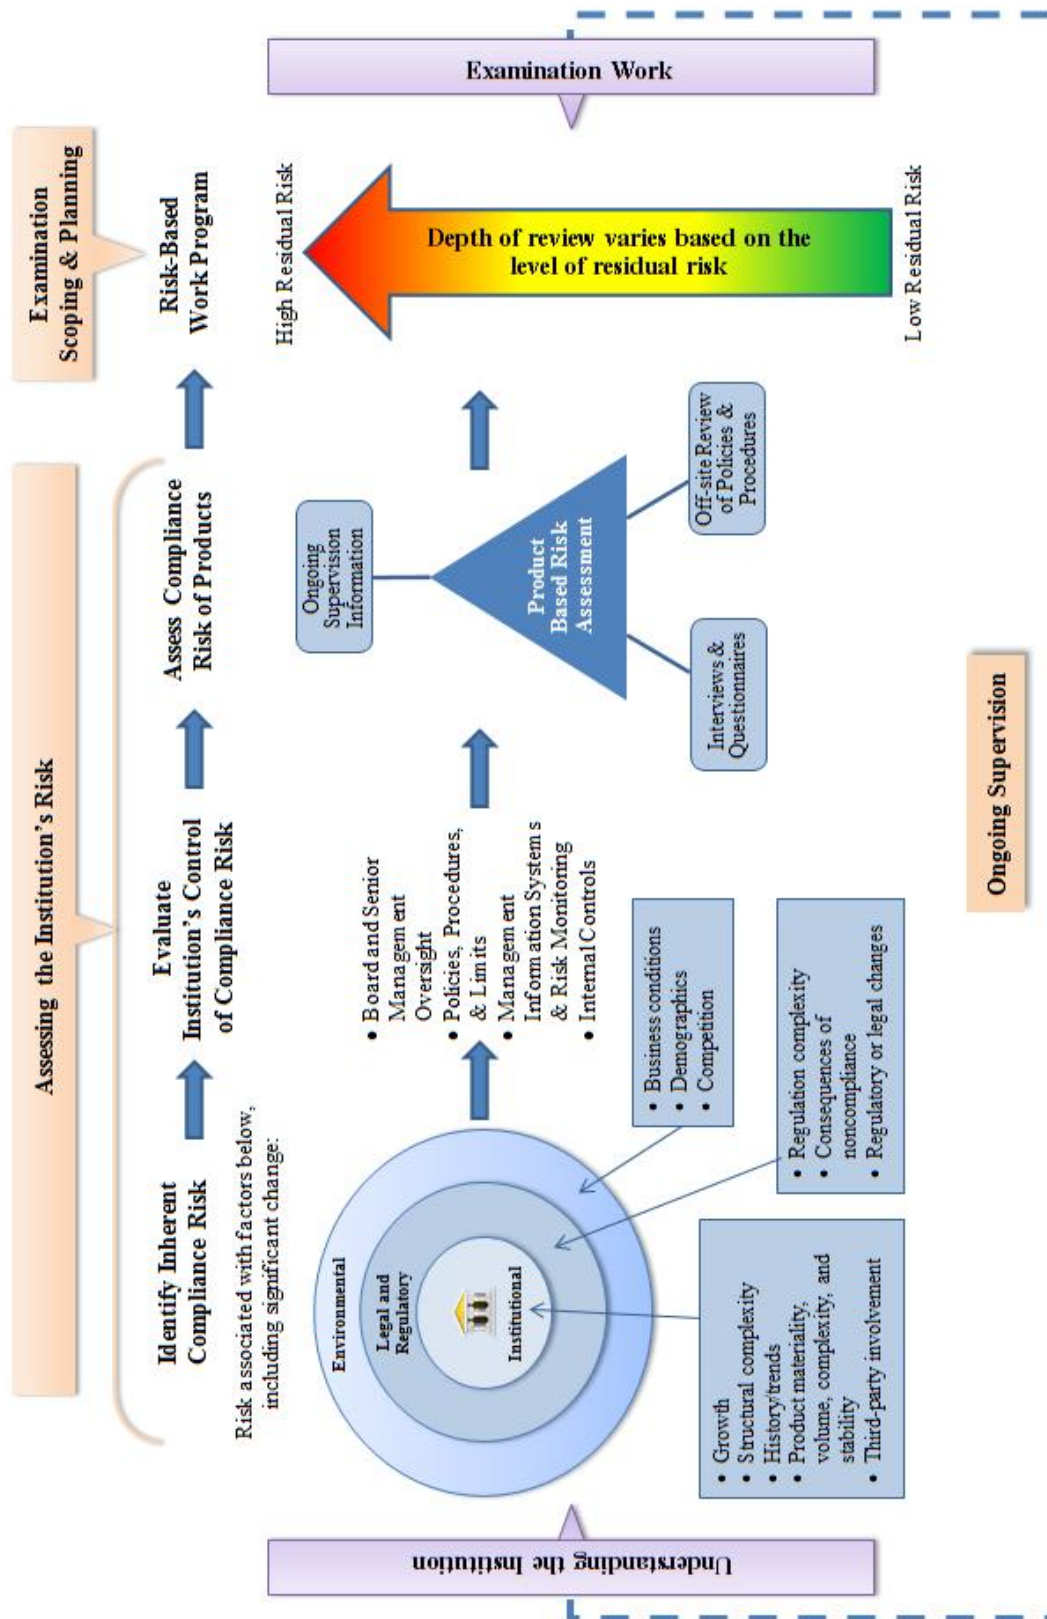 Understanding the Institution
Assessing the Institution's Risk
Identify Inherent
Compliance Risk
Risk associated with factors below,
including significant change:
Environmental
Legal and
Regulatory
Institutional
• Growth
• Structural complexity
• History/trends
• Product materiality,
volume, complexity, and
stability
• Third-party involvement
• Regulation complexity
• Consequences of
noncompliance
• Regulatory or legal changes
• Business conditions
• Demographics
• Competition
Evaluate
Institution's Control
of Compliance Risk
• Board and Senior
Management
Oversight
• Policies, Procedures,
& Limits
• Management
Information Systems
& Risk Monitoring
• Internal Controls
Assess Compliance
Risk of Products
Ongoing
Supervision
Information
Product
Based Risk
Assessment
Interviews &
Questionnaires
Off-site Review
of Policies &
Procedures
Examination
Scoping & Planning
Risk-Based
Work Program
High Residual Risk
Depth of review varies based on the
level of residual risk
Low Residual Risk
Examination Work
Ongoing Supervision